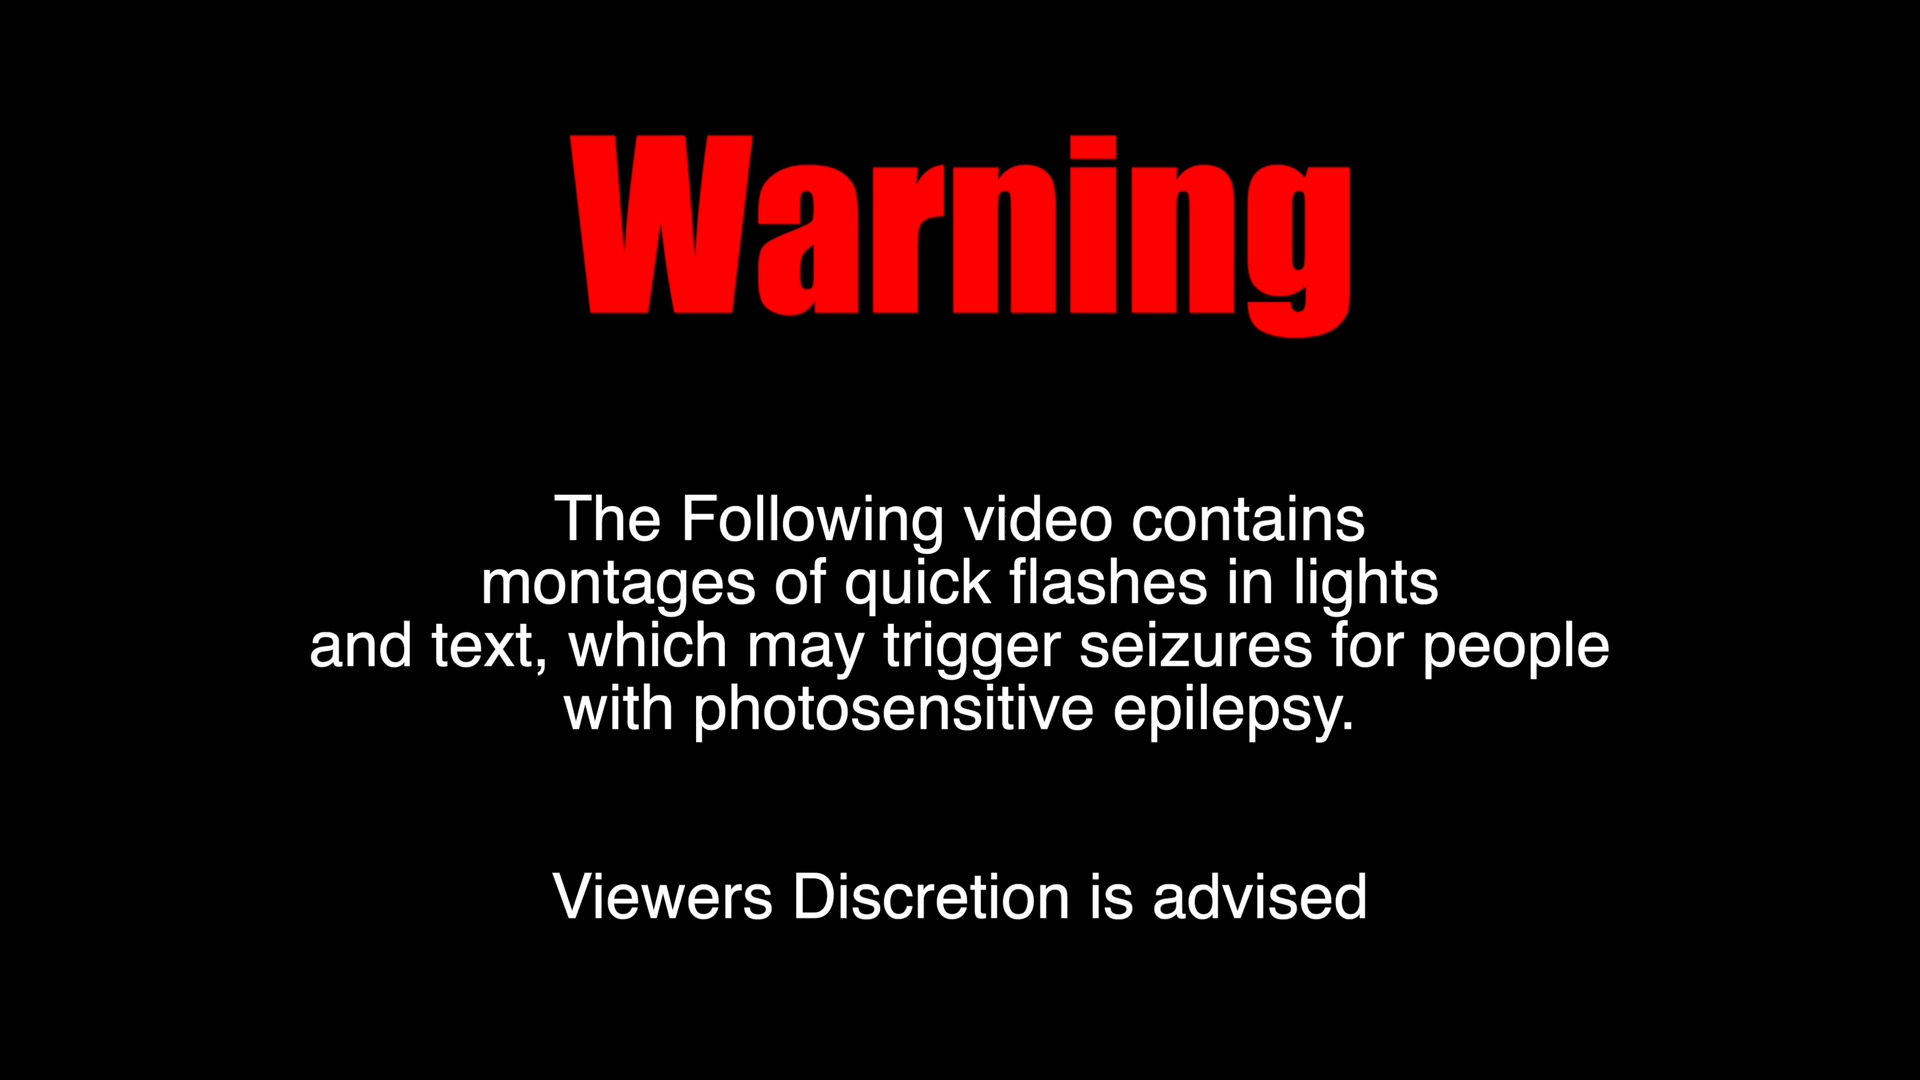 Warning
The Following video contains
montages of quick flashes in lights
and text, which may trigger seizures for people
with photosensitive epilepsy.
Viewers Discretion is advised